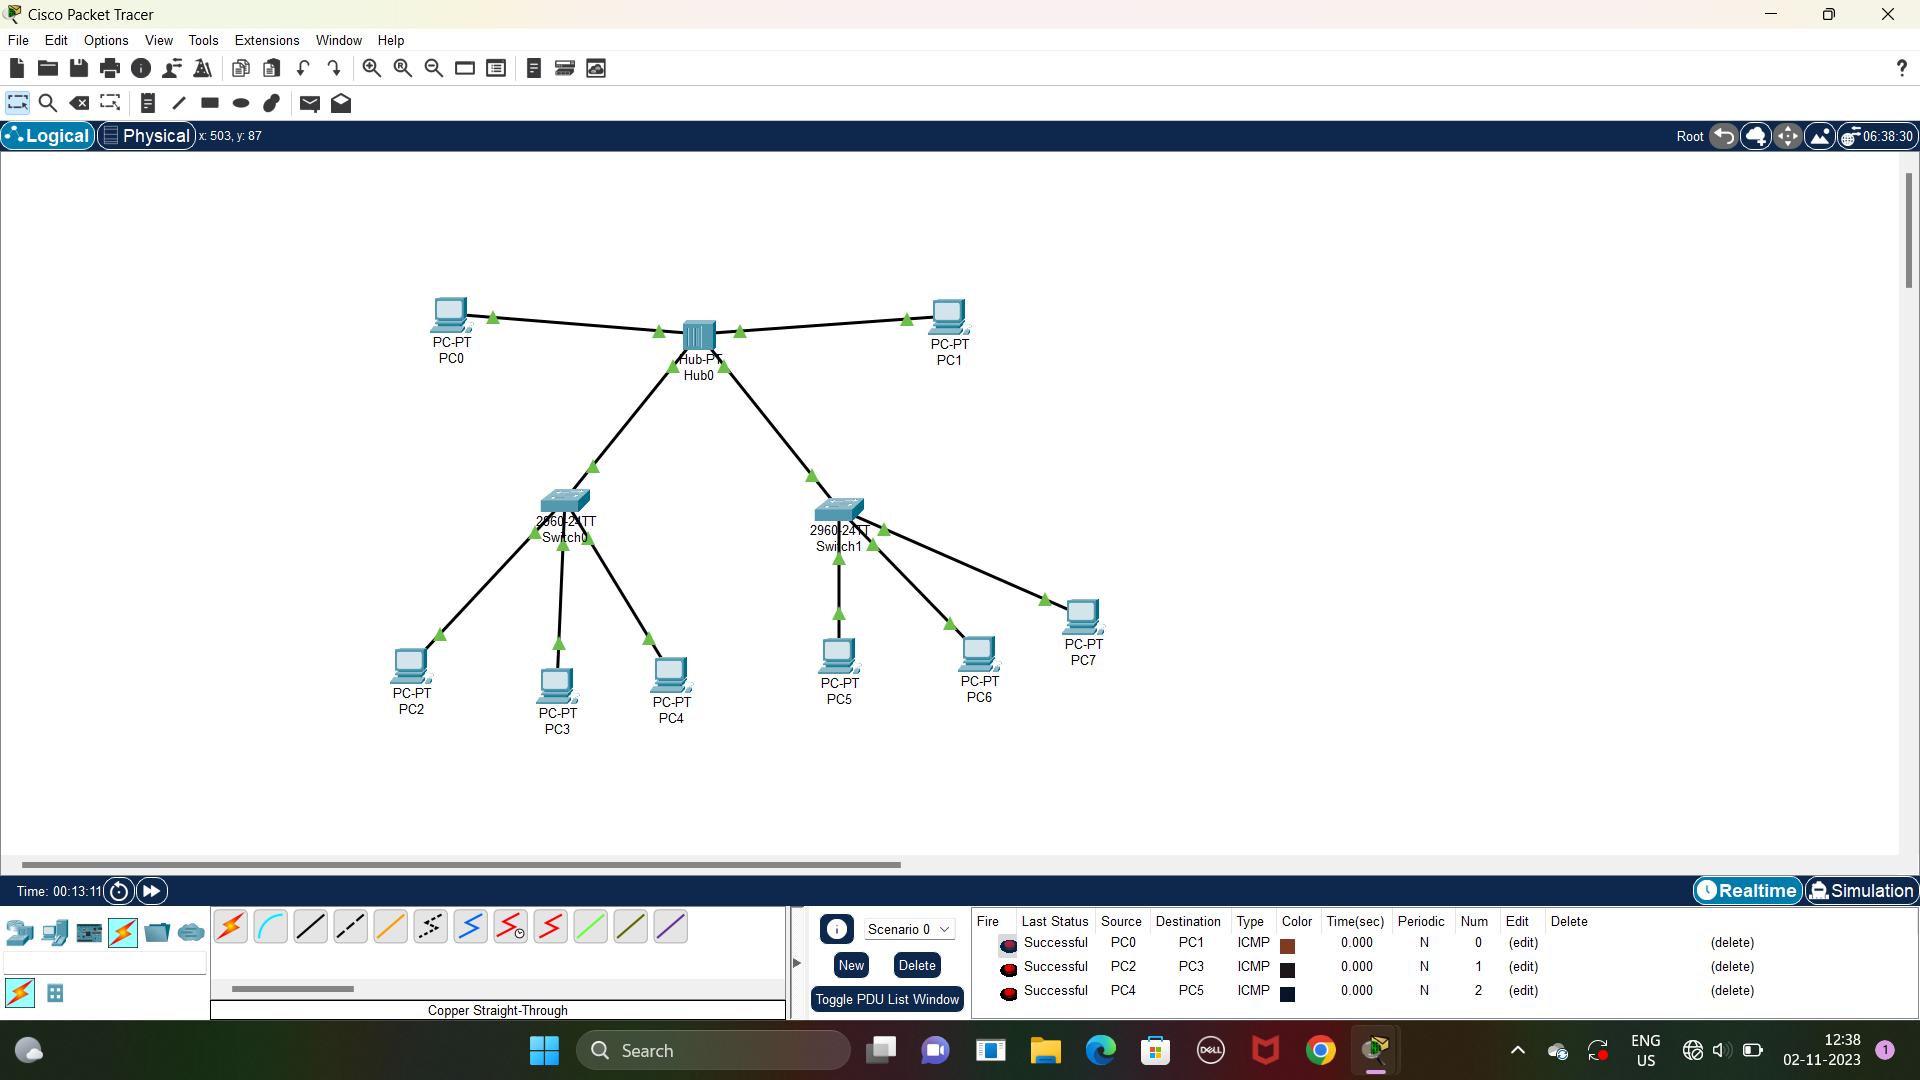 Cisco Packet Tracer
File Edit Options View Tools Extensions Window Help
?
Logical Physical x: 503, y: 87 Root 06:38:30
PC-PT
PC0
Hub-PT
Hub0
PC-PT
PC1
2960-24TT
Switch0
2960-24TT
Switch1
PC-PT
PC2
PC-PT
PC3
PC-PT
PC4
PC-PT
PC5
PC-PT
PC6
PC-PT
PC7
Time: 00:13:11 Realtime Simulation
Copper Straight-Through
Scenario 0
New Delete
Toggle PDU List Window
Fire Last Status Source Destination Type Color Time(sec) Periodic Num Edit Delete
Successful PC0 PC1 ICMP 0.000 N 0 (edit) (delete)
Successful PC2 PC3 ICMP 0.000 N 1 (edit) (delete)
Successful PC4 PC5 ICMP 0.000 N 2 (edit) (delete)
Search
DELL
ENG
US
12:38
02-11-2023
1